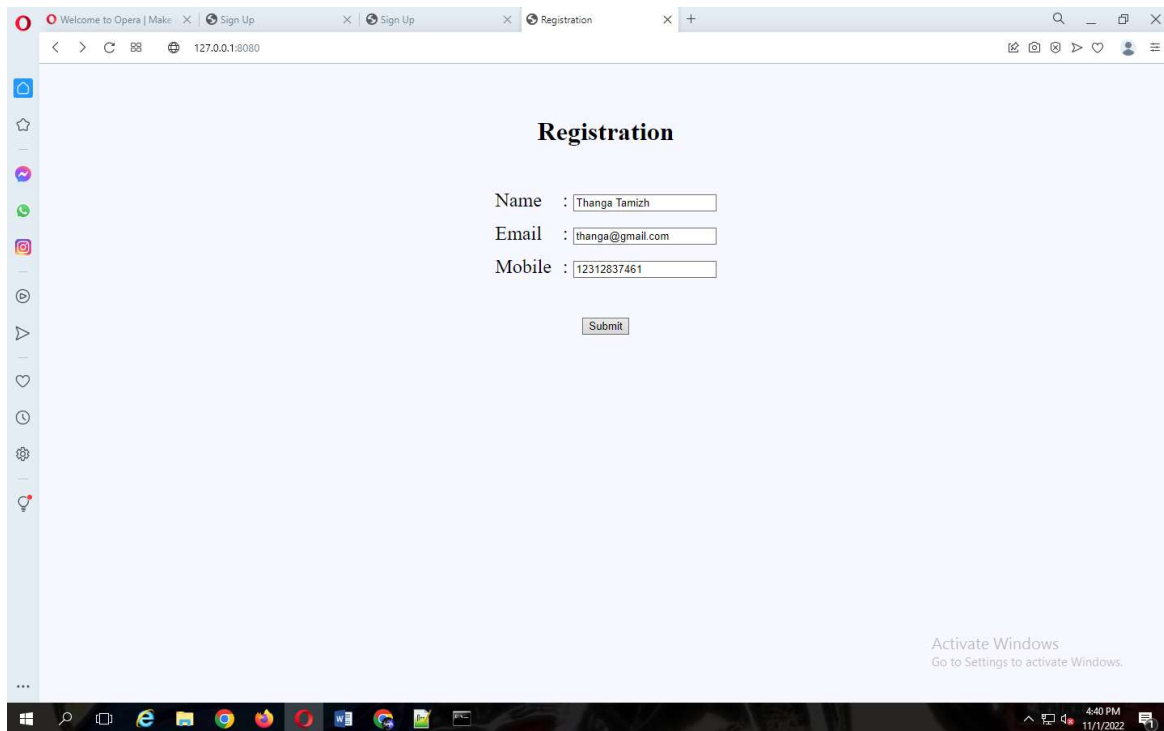 Welcome to Opera | Make
Sign Up
Sign Up
Registration
127.0.0.1:8080
Registration
Name : Thanga Tamizh
Email : thanga@gmail.com
Mobile : 12312837461
Submit
Activate Windows
Go to Settings to activate Windows.
4:40 PM
11/1/2022